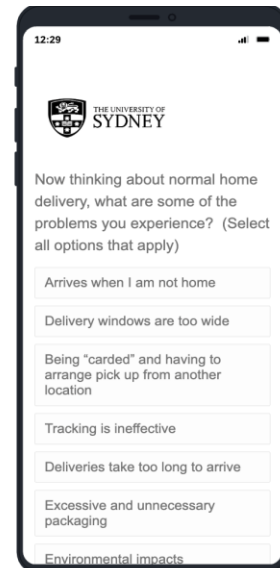 12:29
THE UNIVERSITY OF
SYDNEY
Now thinking about normal home
delivery, what are some of the
problems you experience?  (Select
all options that apply)
Arrives when I am not home
Delivery windows are too wide
Being “carded” and having to
arrange pick up from another
location
Tracking is ineffective
Deliveries take too long to arrive
Excessive and unnecessary
packaging
Environmental impacts